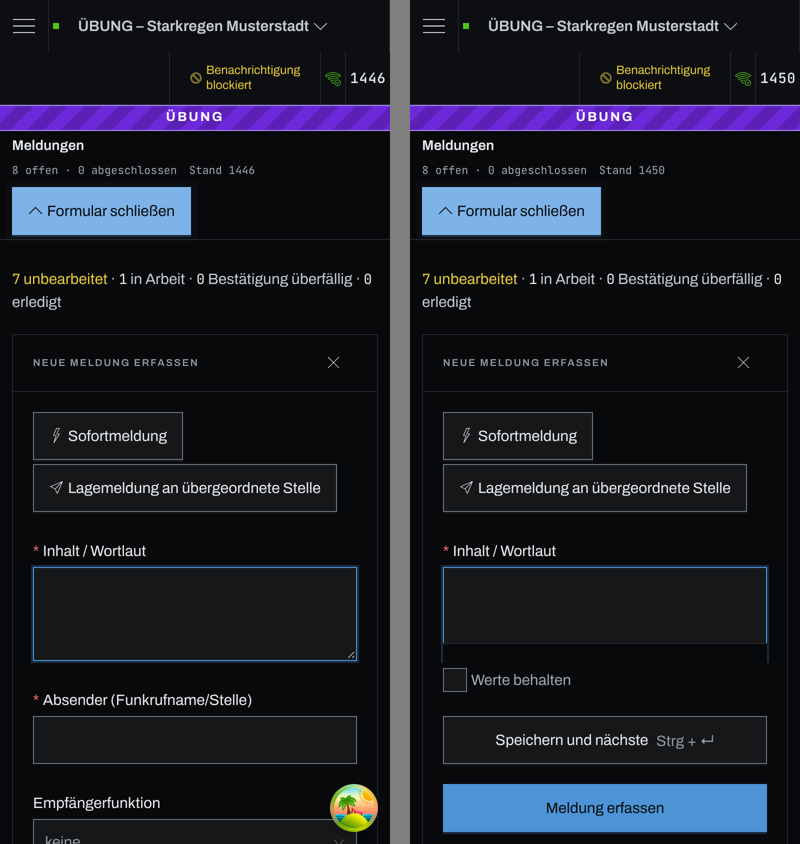 ÜBUNG – Starkregen Musterstadt
Benachrichtigung
blockiert
1446
ÜBUNG
Meldungen
8 offen · 0 abgeschlossen Stand 1446
Formular schließen
7 unbearbeitet · 1 in Arbeit · 0 Bestätigung überfällig · 0
erledigt
NEUE MELDUNG ERFASSEN
Sofortmeldung
Lagemeldung an übergeordnete Stelle
* Inhalt / Wortlaut
* Absender (Funkrufname/Stelle)
Empfängerfunktion
keine
ÜBUNG – Starkregen Musterstadt
Benachrichtigung
blockiert
1450
ÜBUNG
Meldungen
8 offen · 0 abgeschlossen Stand 1450
Formular schließen
7 unbearbeitet · 1 in Arbeit · 0 Bestätigung überfällig · 0
erledigt
NEUE MELDUNG ERFASSEN
Sofortmeldung
Lagemeldung an übergeordnete Stelle
* Inhalt / Wortlaut
Werte behalten
Speichern und nächste Strg + ↵
Meldung erfassen